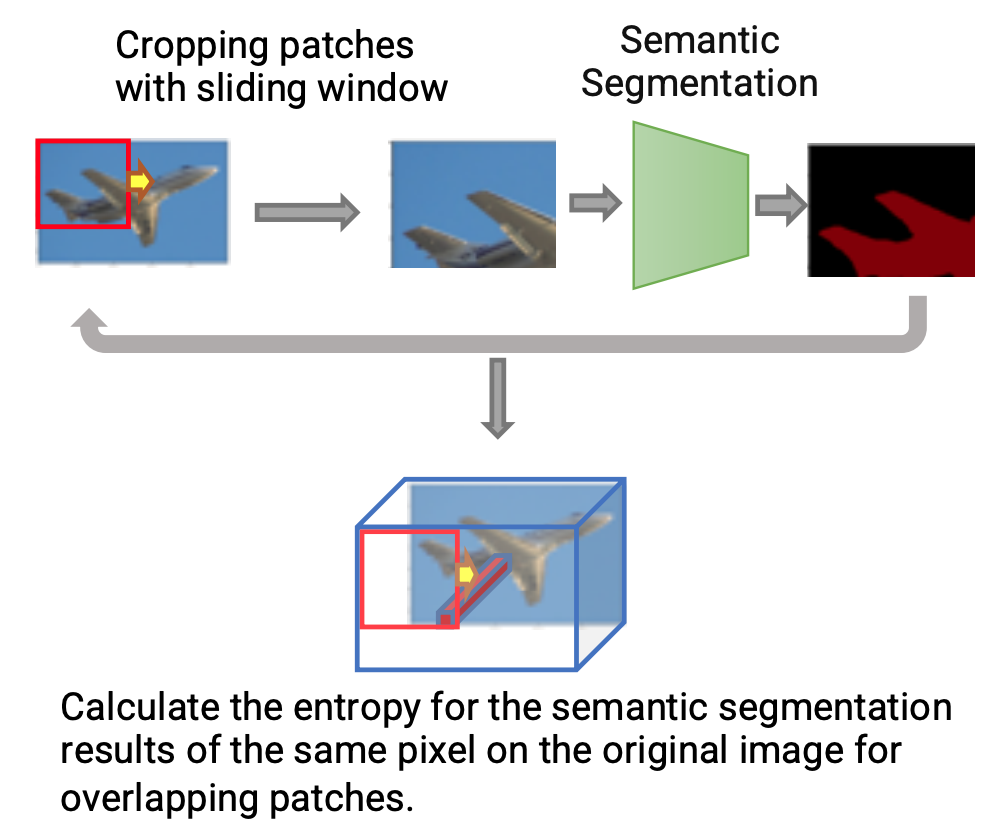 Cropping patches
with sliding window
Semantic
Segmentation
Calculate the entropy for the semantic segmentation
results of the same pixel on the original image for
overlapping patches.